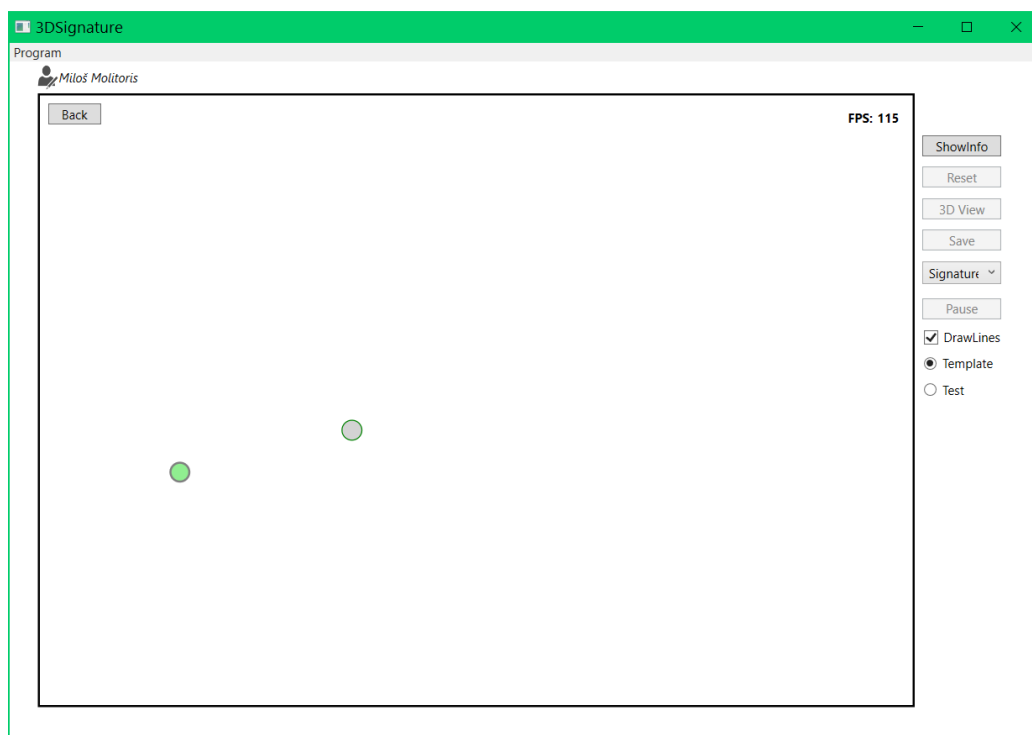 3DSignature
Program
Miloš Molitoris
Back
FPS: 115
ShowInfo
Reset
3D View
Save
Signature
Pause
DrawLines
Template
Test